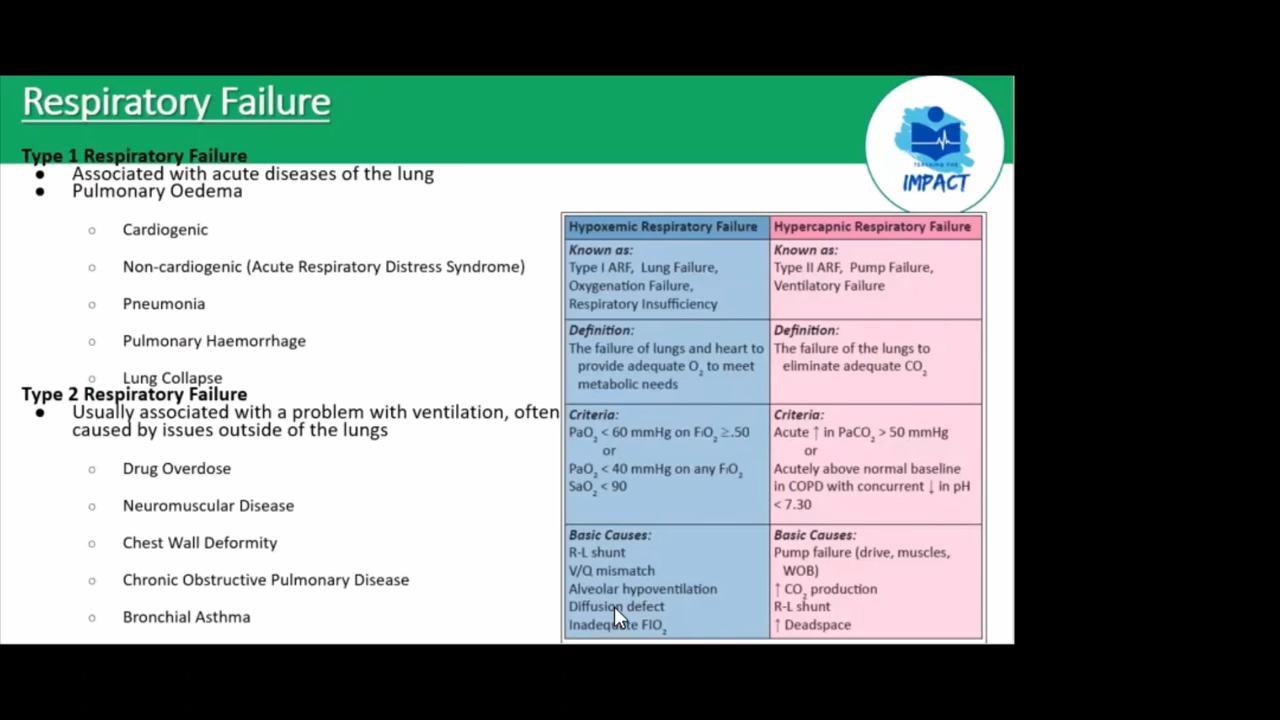 Respiratory Failure
Type 1 Respiratory Failure
● Associated with acute diseases of the lung
● Pulmonary Oedema
○ Cardiogenic
○ Non-cardiogenic (Acute Respiratory Distress Syndrome)
○ Pneumonia
○ Pulmonary Haemorrhage
○ Lung Collapse
Type 2 Respiratory Failure
● Usually associated with a problem with ventilation, often
caused by issues outside of the lungs
○ Drug Overdose
○ Neuromuscular Disease
○ Chest Wall Deformity
○ Chronic Obstructive Pulmonary Disease
○ Bronchial Asthma
TEACHING FOR
IMPACT
Hypoxemic Respiratory Failure
Known as:
Type I ARF, Lung Failure,
Oxygenation Failure,
Respiratory Insufficiency
Definition:
The failure of lungs and heart to
provide adequate O₂ to meet
metabolic needs
Criteria:
PaO₂ < 60 mmHg on FiO₂ ≥.50
or
PaO₂ < 40 mmHg on any FiO₂
SaO₂ < 90
Basic Causes:
R-L shunt
V/Q mismatch
Alveolar hypoventilation
Diffusion defect
Inadequate FIO₂
Hypercapnic Respiratory Failure
Known as:
Type II ARF, Pump Failure,
Ventilatory Failure
Definition:
The failure of the lungs to
eliminate adequate CO₂
Criteria:
Acute ↑ in PaCO₂ > 50 mmHg
or
Acutely above normal baseline
in COPD with concurrent ↓ in pH
< 7.30
Basic Causes:
Pump failure (drive, muscles,
WOB)
↑ CO₂ production
R-L shunt
↑ Deadspace